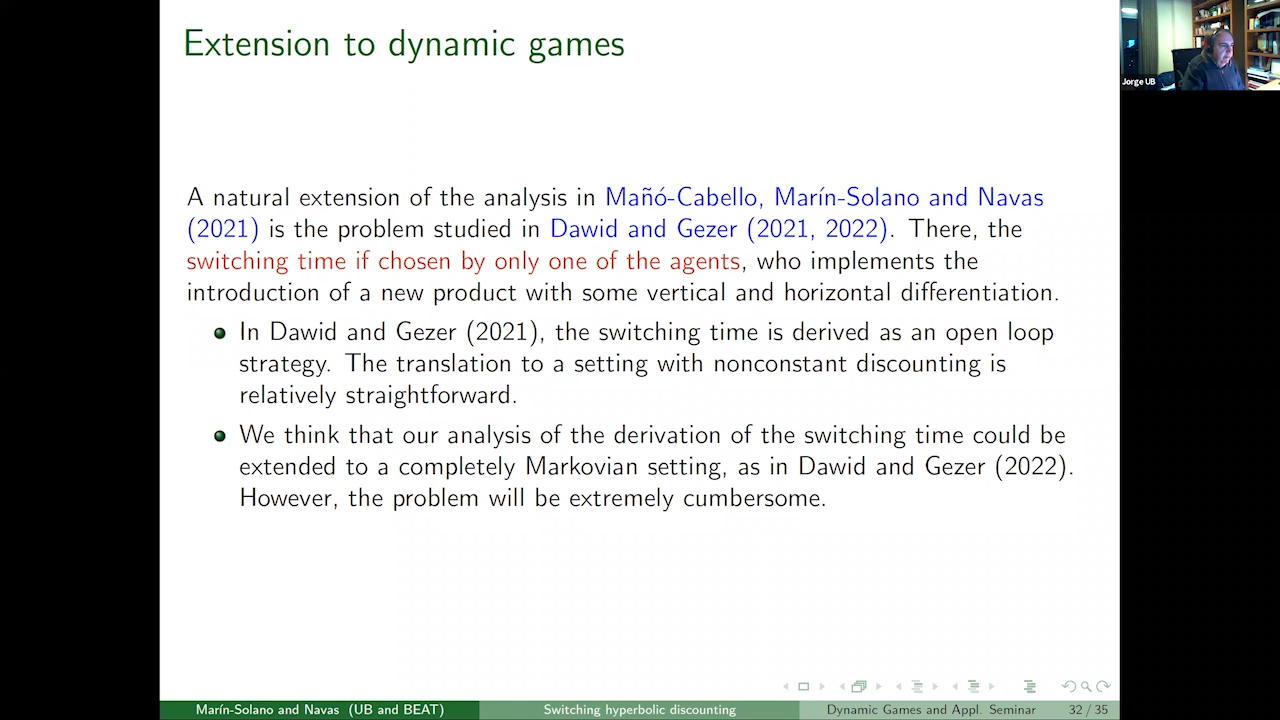 Extension to dynamic games
Jorge UB
A natural extension of the analysis in Mañó-Cabello, Marín-Solano and Navas
(2021) is the problem studied in Dawid and Gezer (2021, 2022). There, the
switching time if chosen by only one of the agents, who implements the
introduction of a new product with some vertical and horizontal differentiation.
In Dawid and Gezer (2021), the switching time is derived as an open loop
strategy. The translation to a setting with nonconstant discounting is
relatively straightforward.
We think that our analysis of the derivation of the switching time could be
extended to a completely Markovian setting, as in Dawid and Gezer (2022).
However, the problem will be extremely cumbersome.
Marín-Solano and Navas (UB and BEAT)
Switching hyperbolic discounting
Dynamic Games and Appl. Seminar
32 / 35